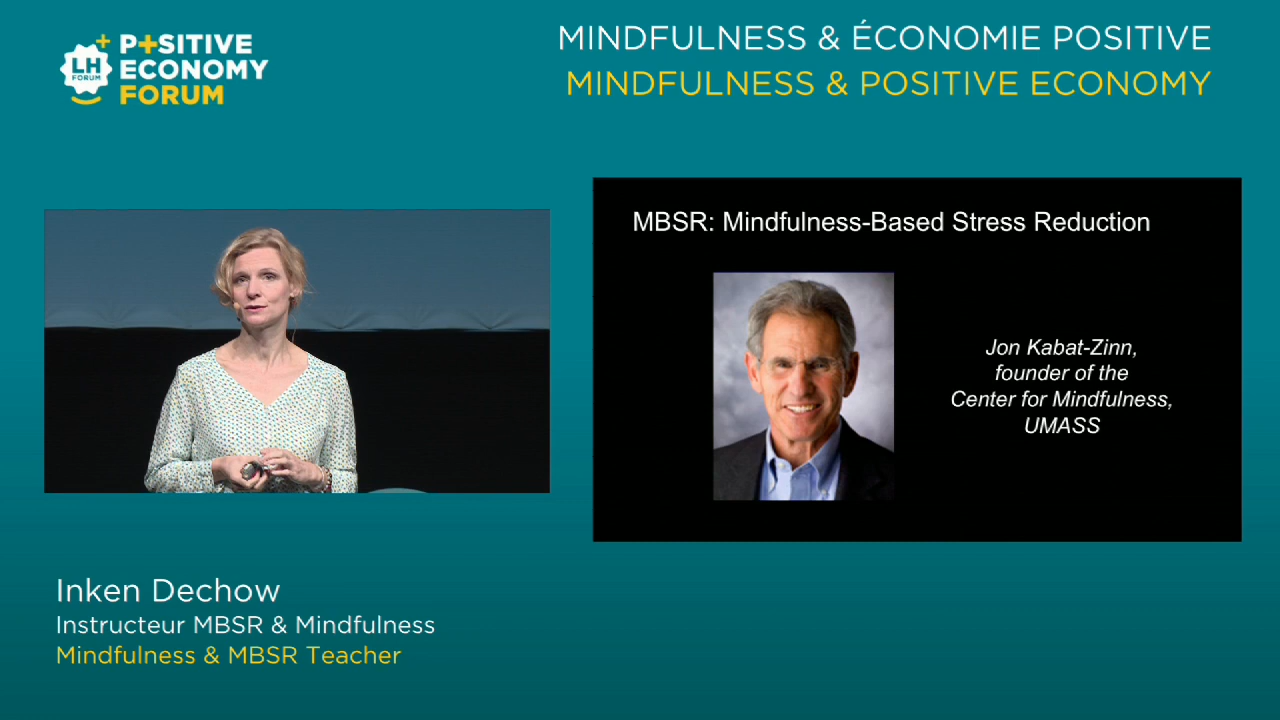 LH
FORUM
P+SITIVE
ECONOMY
FORUM
MINDFULNESS & ÉCONOMIE POSITIVE
MINDFULNESS & POSITIVE ECONOMY
MBSR: Mindfulness-Based Stress Reduction
Jon Kabat-Zinn,
founder of the
Center for Mindfulness,
UMASS
Inken Dechow
Instructeur MBSR & Mindfulness
Mindfulness & MBSR Teacher